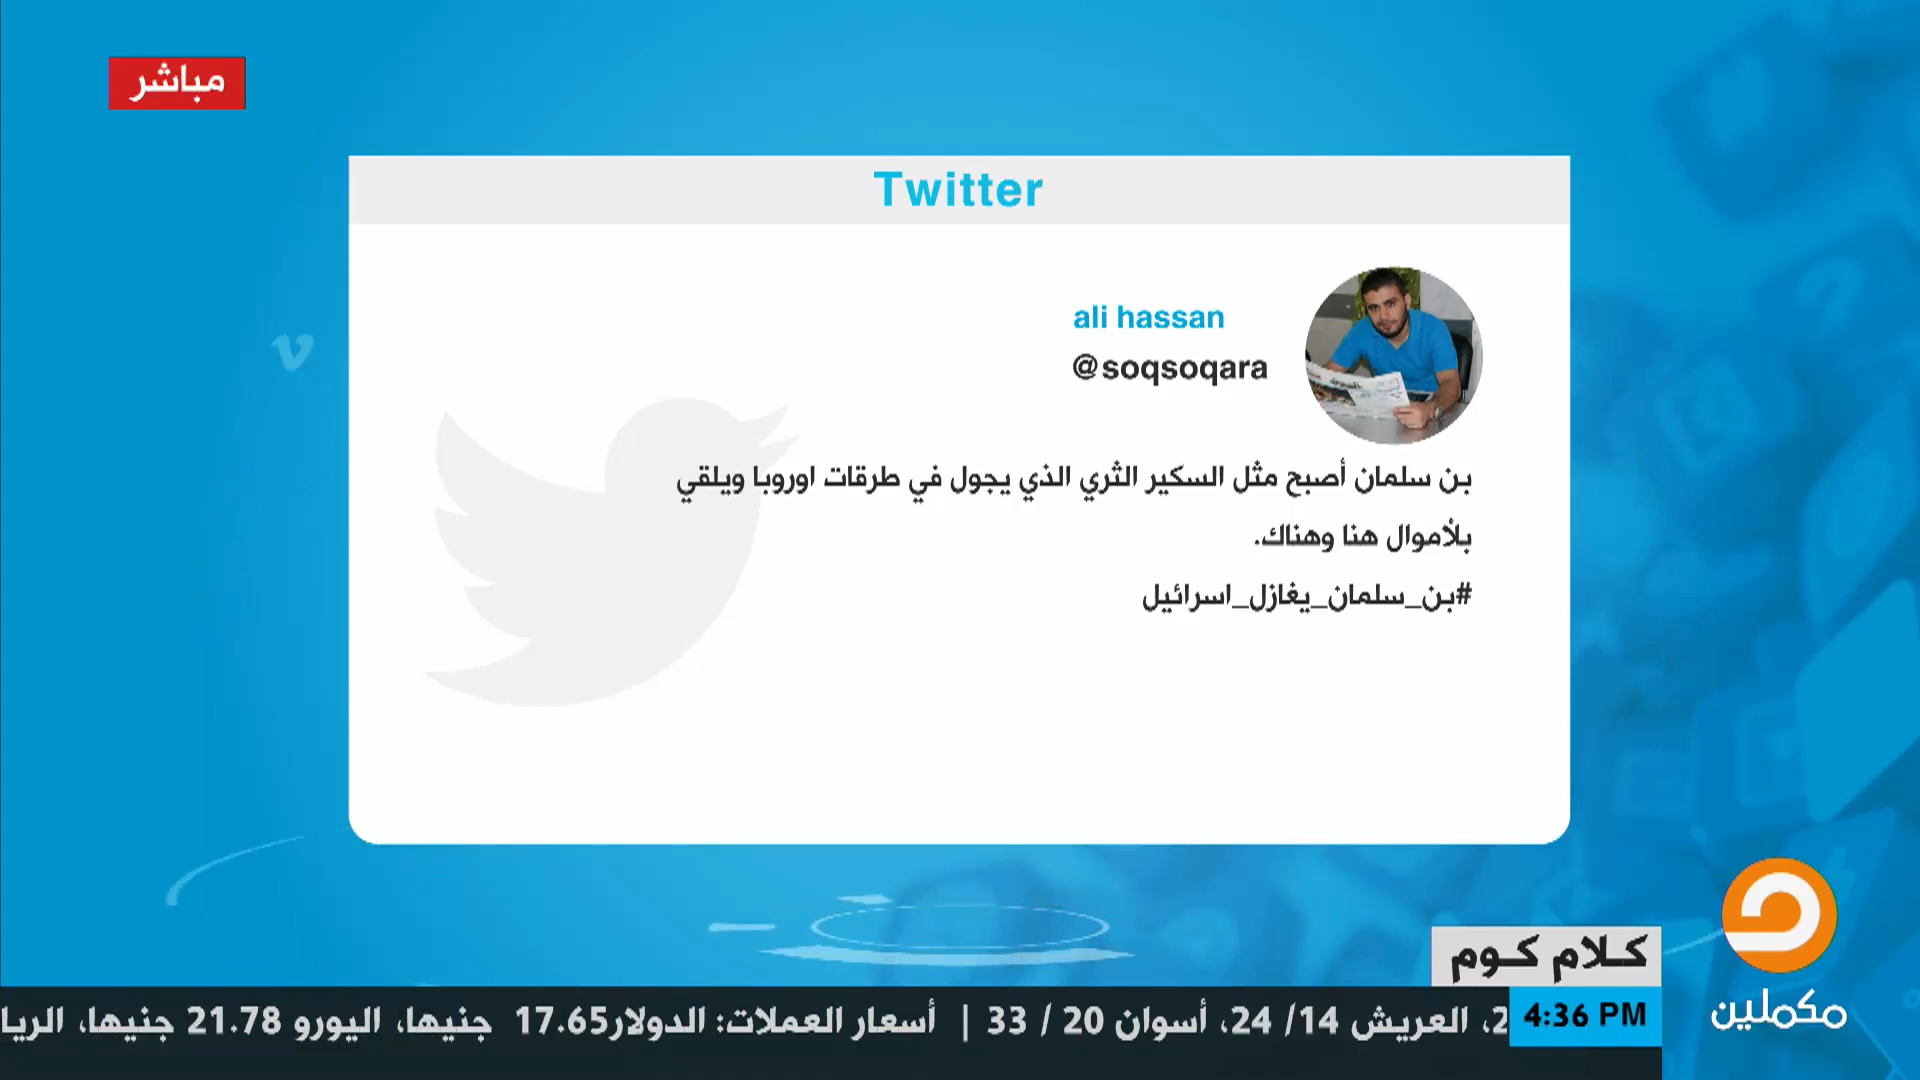 مباشر
Twitter
ali hassan
@soqsoqara
بن سلمان أصبح مثل السكير الثري الذي يجول في طرقات اوروبا ويلقي
بلأموال هنا وهناك.
#بن_سلمان_يغازل_اسرائيل
كلام كوم
4:36 PM
2، العريش 14/ 24، أسوان 20 / 33 | أسعار العملات: الدولار17.65 جنيها، اليورو 21.78 جنيها، الريا
مكملين